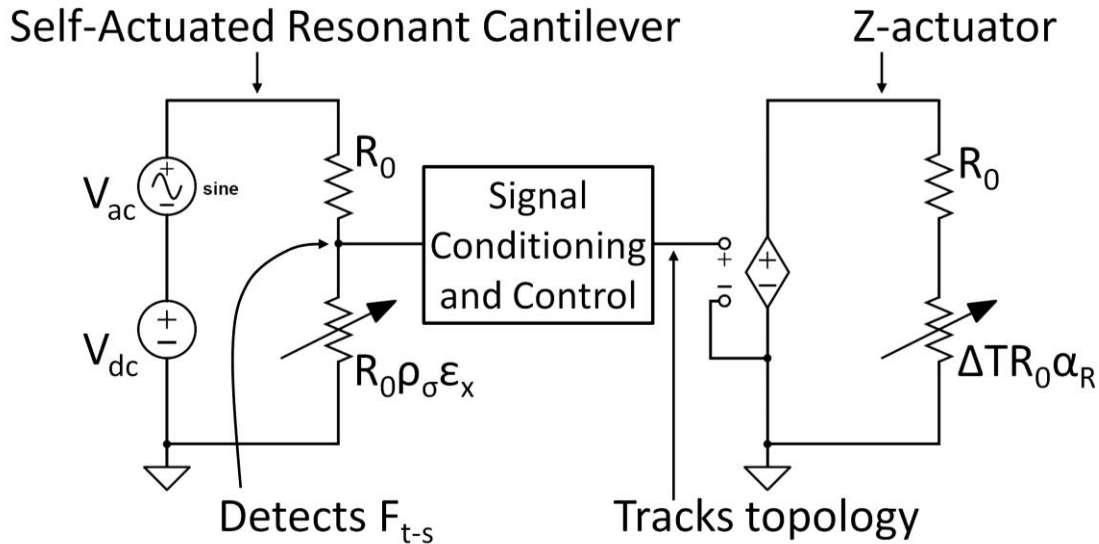 Self-Actuated Resonant Cantilever
Z-actuator
R₀
R₀
Vac
+
−
sine
Signal
Conditioning
and Control
+
−
+
−
Vdc
+
−
R₀ρσεx
ΔTR₀αR
Detects Ft-s
Tracks topology